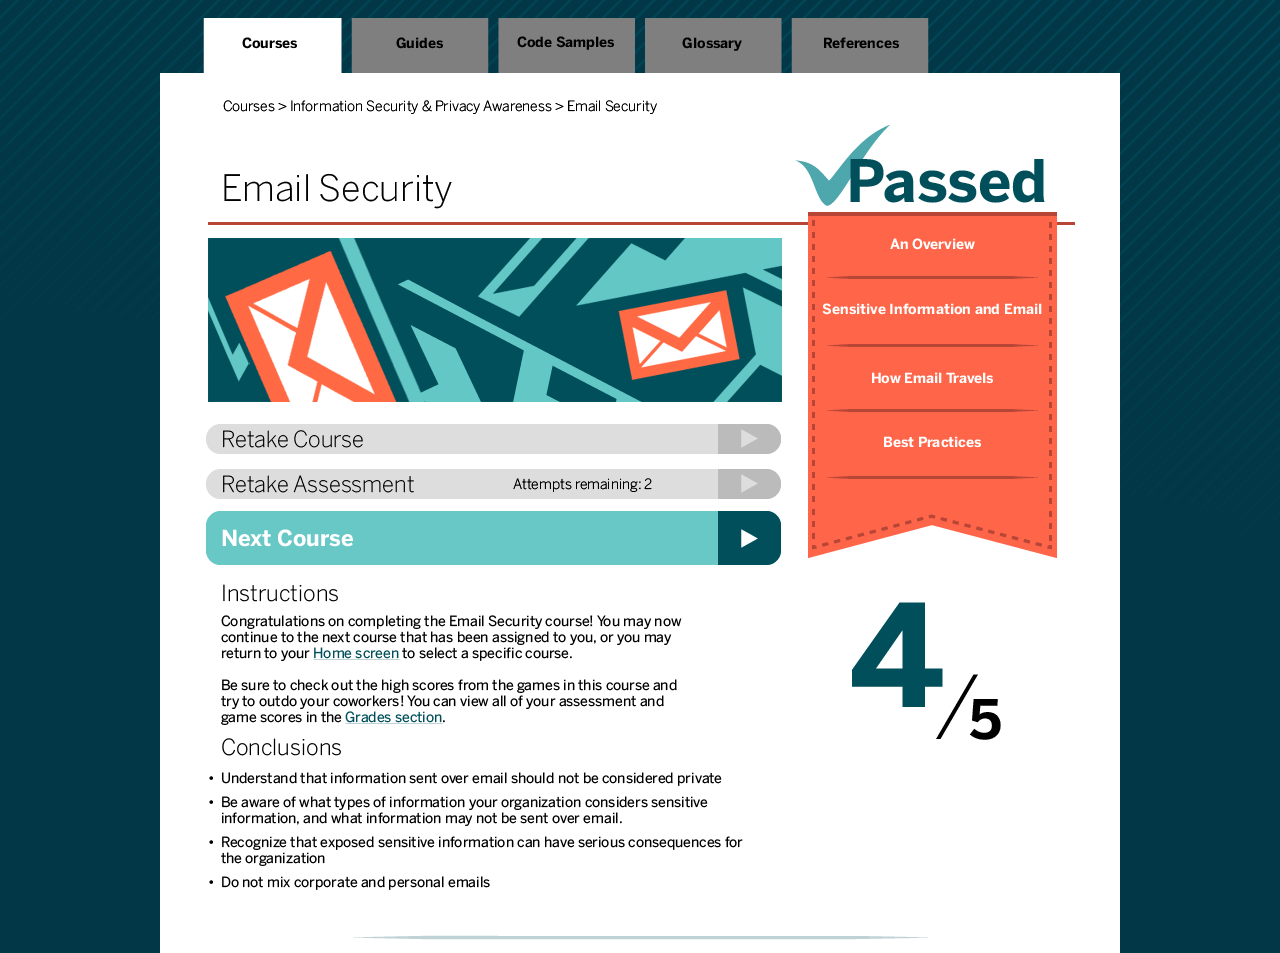 Courses
Guides
Code Samples
Glossary
References
Courses > Information Security & Privacy Awareness > Email Security
Email Security
Passed
An Overview
Sensitive Information and Email
How Email Travels
Best Practices
Retake Course
Retake Assessment
Attempts remaining: 2
Next Course
Instructions
Congratulations on completing the Email Security course! You may now
continue to the next course that has been assigned to you, or you may
return to your Home screen to select a specific course.
Be sure to check out the high scores from the games in this course and
try to outdo your coworkers! You can view all of your assessment and
game scores in the Grades section.
4/5
Conclusions
• Understand that information sent over email should not be considered private
• Be aware of what types of information your organization considers sensitive
information, and what information may not be sent over email.
• Recognize that exposed sensitive information can have serious consequences for
the organization
• Do not mix corporate and personal emails